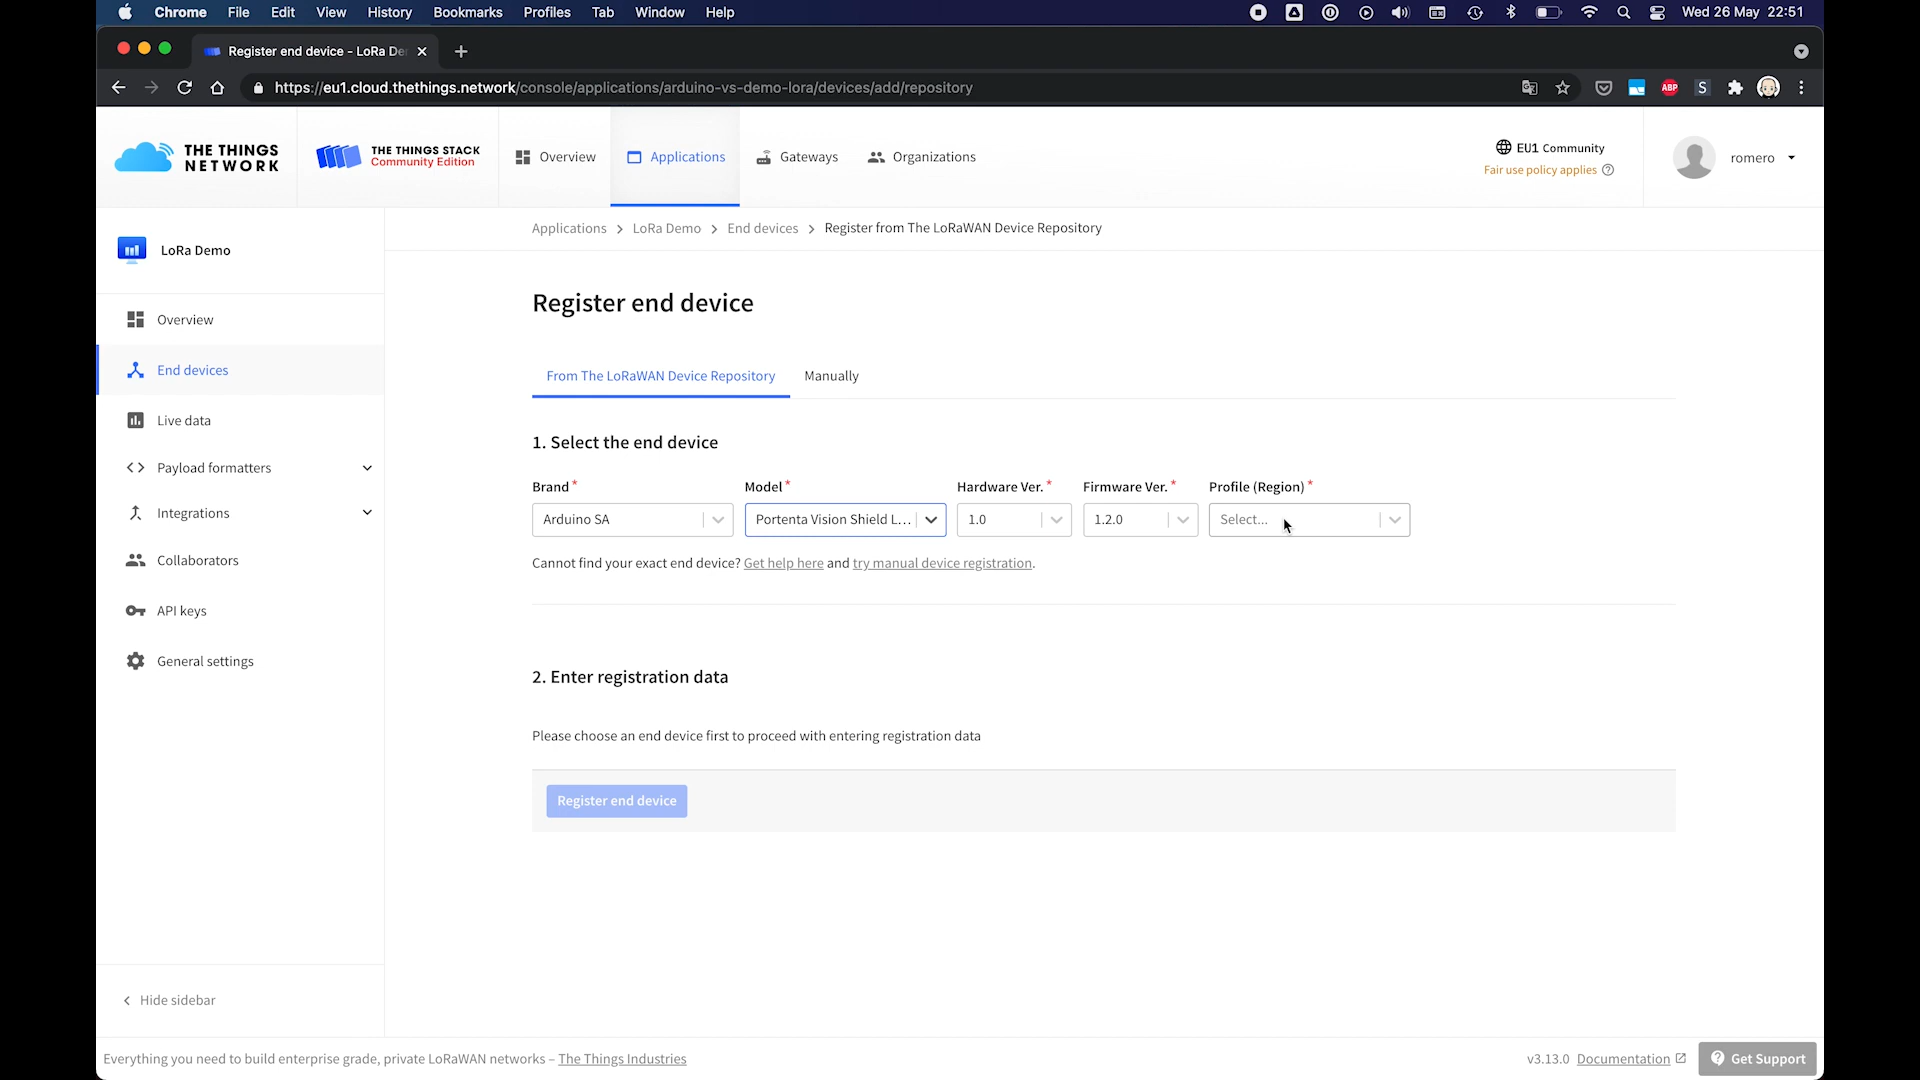 Chrome File Edit View History Bookmarks Profiles Tab Window Help Wed 26 May 22:51
Register end device - LoRa De
https://eu1.cloud.thethings.network/console/applications/arduino-vs-demo-lora/devices/add/repository
ABP S
THE THINGS NETWORK
THE THINGS STACK
Community Edition
Overview Applications Gateways Organizations
EU1 Community
Fair use policy applies
romero
LoRa Demo
Applications > LoRa Demo > End devices > Register from The LoRaWAN Device Repository
Overview
End devices
Live data
Payload formatters
Integrations
Collaborators
API keys
General settings
Hide sidebar
Register end device
From The LoRaWAN Device Repository Manually
1. Select the end device
Brand * Model * Hardware Ver. * Firmware Ver. * Profile (Region) *
Arduino SA Portenta Vision Shield L... 1.0 1.2.0 Select...
Cannot find your exact end device? Get help here and try manual device registration.
2. Enter registration data
Please choose an end device first to proceed with entering registration data
Register end device
Everything you need to build enterprise grade, private LoRaWAN networks – The Things Industries
v3.13.0 Documentation Get Support